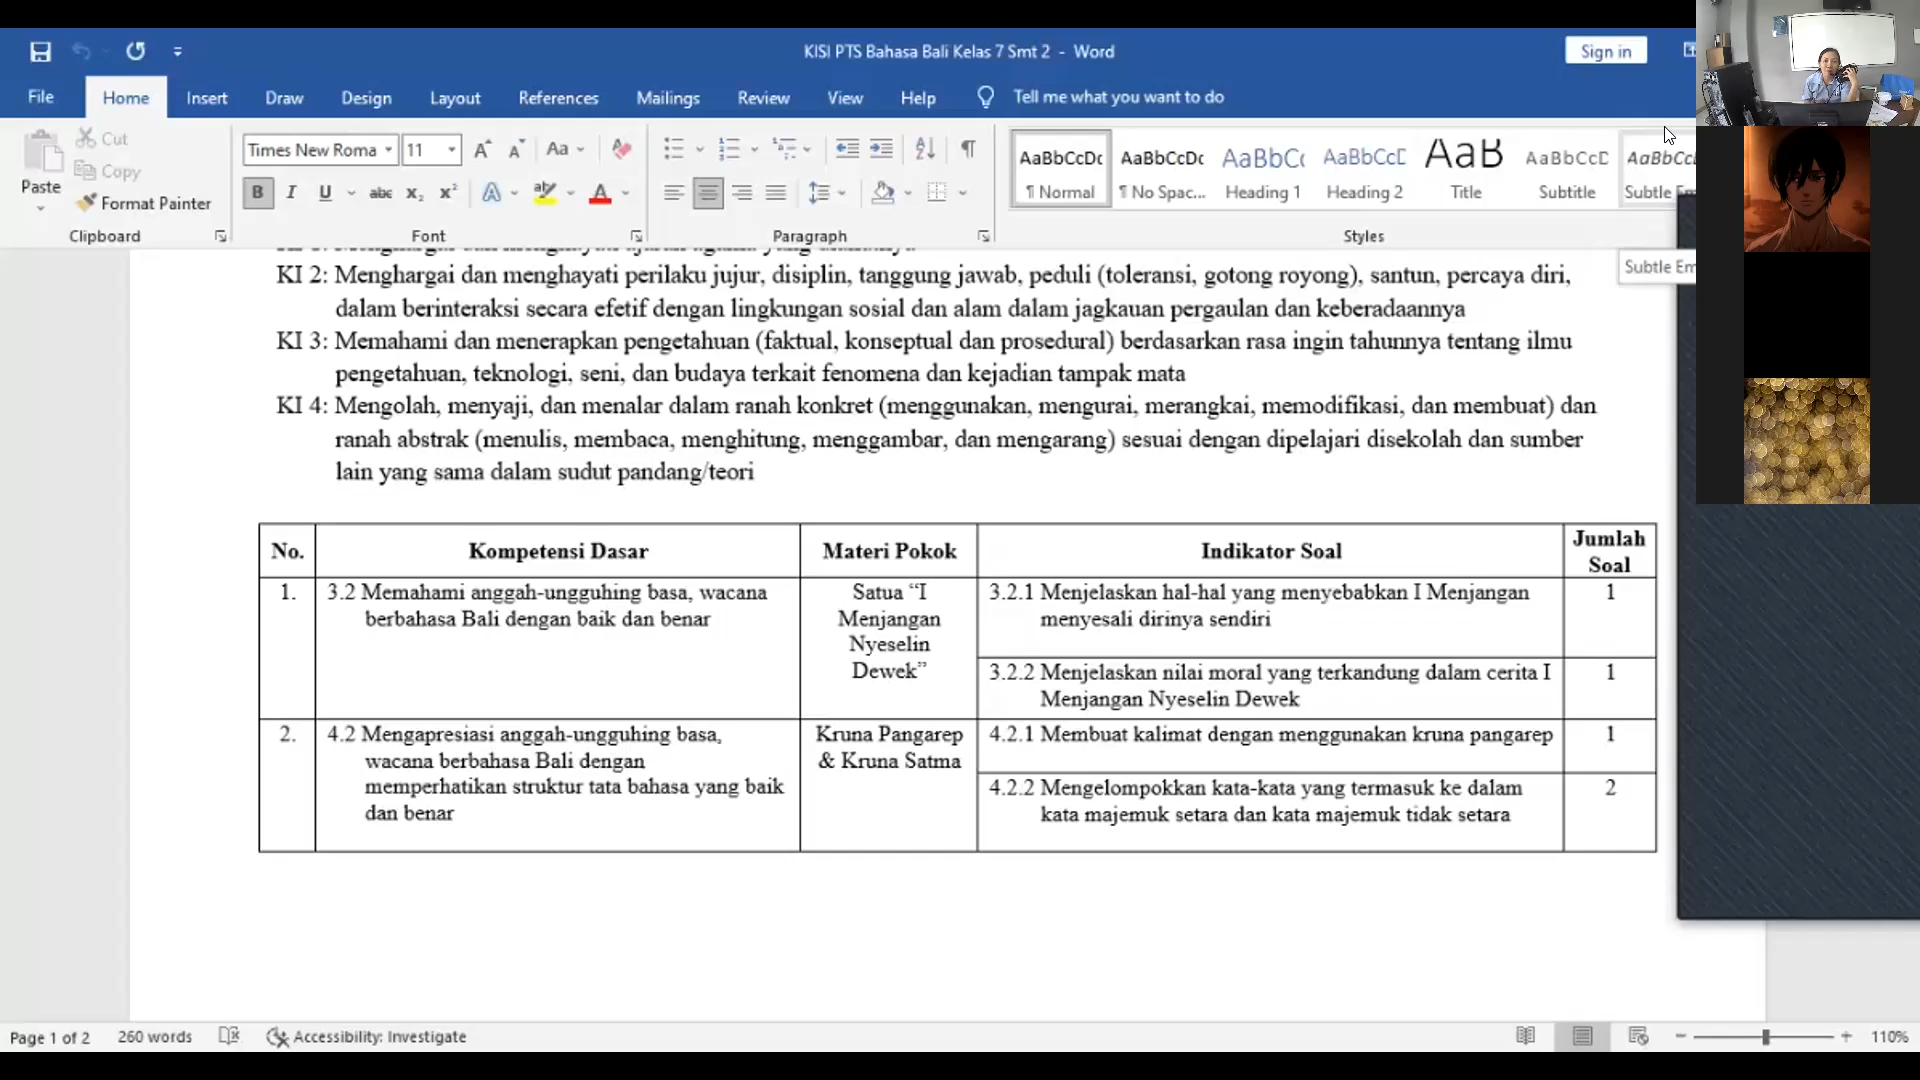 KISI PTS Bahasa Bali Kelas 7 Smt 2 - Word
Sign in
File Home Insert Draw Design Layout References Mailings Review View Help Tell me what you want to do
Paste
Cut
Copy
Format Painter
Clipboard
Times New Roma 11
Font
Paragraph
AaBbCcDc AaBbCcDc AaBbC AaBbCcE AaB AaBbCcE AaBbCcL
¶ Normal ¶ No Spac... Heading 1 Heading 2 Title Subtitle Subtle Em
Styles
Subtle Em
KI 2: Menghargai dan menghayati perilaku jujur, disiplin, tanggung jawab, peduli (toleransi, gotong royong), santun, percaya diri,
dalam berinteraksi secara efetif dengan lingkungan sosial dan alam dalam jagkauan pergaulan dan keberadaannya
KI 3: Memahami dan menerapkan pengetahuan (faktual, konseptual dan prosedural) berdasarkan rasa ingin tahunnya tentang ilmu
pengetahuan, teknologi, seni, dan budaya terkait fenomena dan kejadian tampak mata
KI 4: Mengolah, menyaji, dan menalar dalam ranah konkret (menggunakan, mengurai, merangkai, memodifikasi, dan membuat) dan
ranah abstrak (menulis, membaca, menghitung, menggambar, dan mengarang) sesuai dengan dipelajari disekolah dan sumber
lain yang sama dalam sudut pandang/teori
No. Kompetensi Dasar Materi Pokok Indikator Soal Jumlah
Soal
1. 3.2 Memahami anggah-ungguhing basa, wacana
berbahasa Bali dengan baik dan benar
Satua “I
Menjangan
Nyeselin
Dewek”
3.2.1 Menjelaskan hal-hal yang menyebabkan I Menjangan
menyesali dirinya sendiri
1
3.2.2 Menjelaskan nilai moral yang terkandung dalam cerita I
Menjangan Nyeselin Dewek
1
2. 4.2 Mengapresiasi anggah-ungguhing basa,
wacana berbahasa Bali dengan
memperhatikan struktur tata bahasa yang baik
dan benar
Kruna Pangarep
& Kruna Satma
4.2.1 Membuat kalimat dengan menggunakan kruna pangarep
1
4.2.2 Mengelompokkan kata-kata yang termasuk ke dalam
kata majemuk setara dan kata majemuk tidak setara
2
Page 1 of 2 260 words Accessibility: Investigate 110%